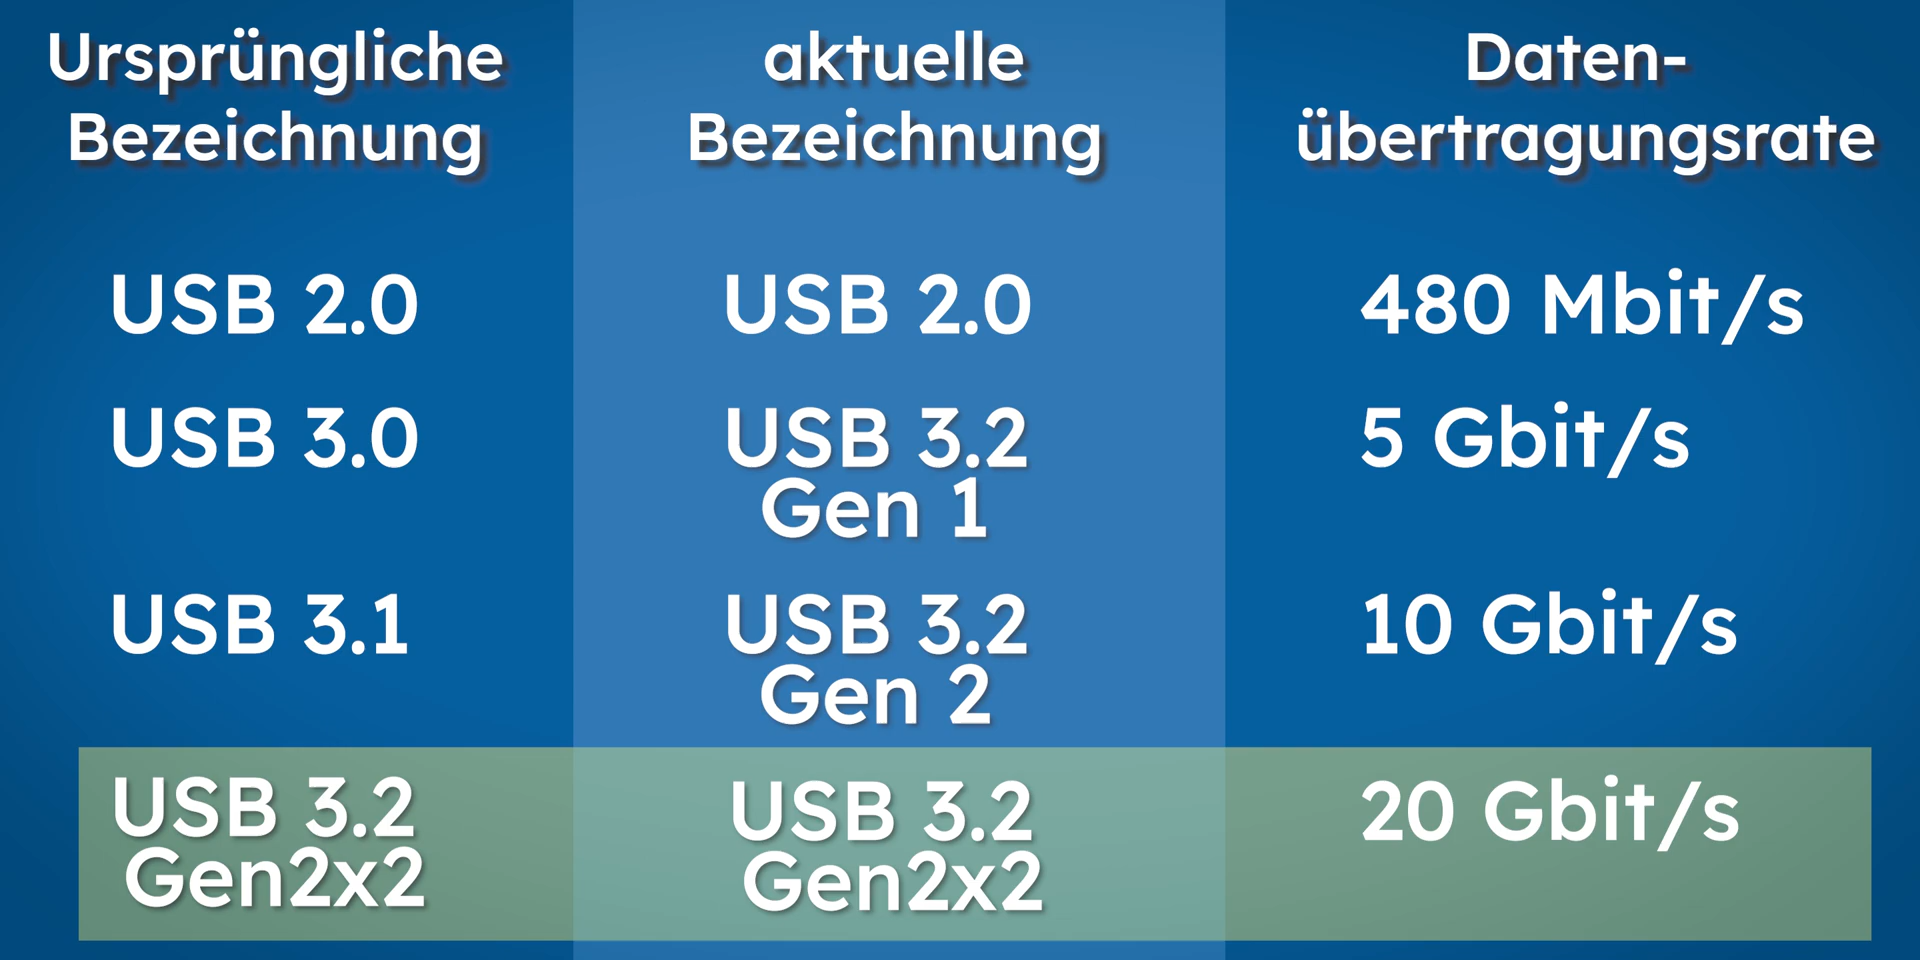 Ursprüngliche
Bezeichnung
aktuelle
Bezeichnung
Daten-
übertragungsrate
USB 2.0
USB 2.0
480 Mbit/s
USB 3.0
USB 3.2
Gen 1
5 Gbit/s
USB 3.1
USB 3.2
Gen 2
10 Gbit/s
USB 3.2
Gen2x2
USB 3.2
Gen2x2
20 Gbit/s